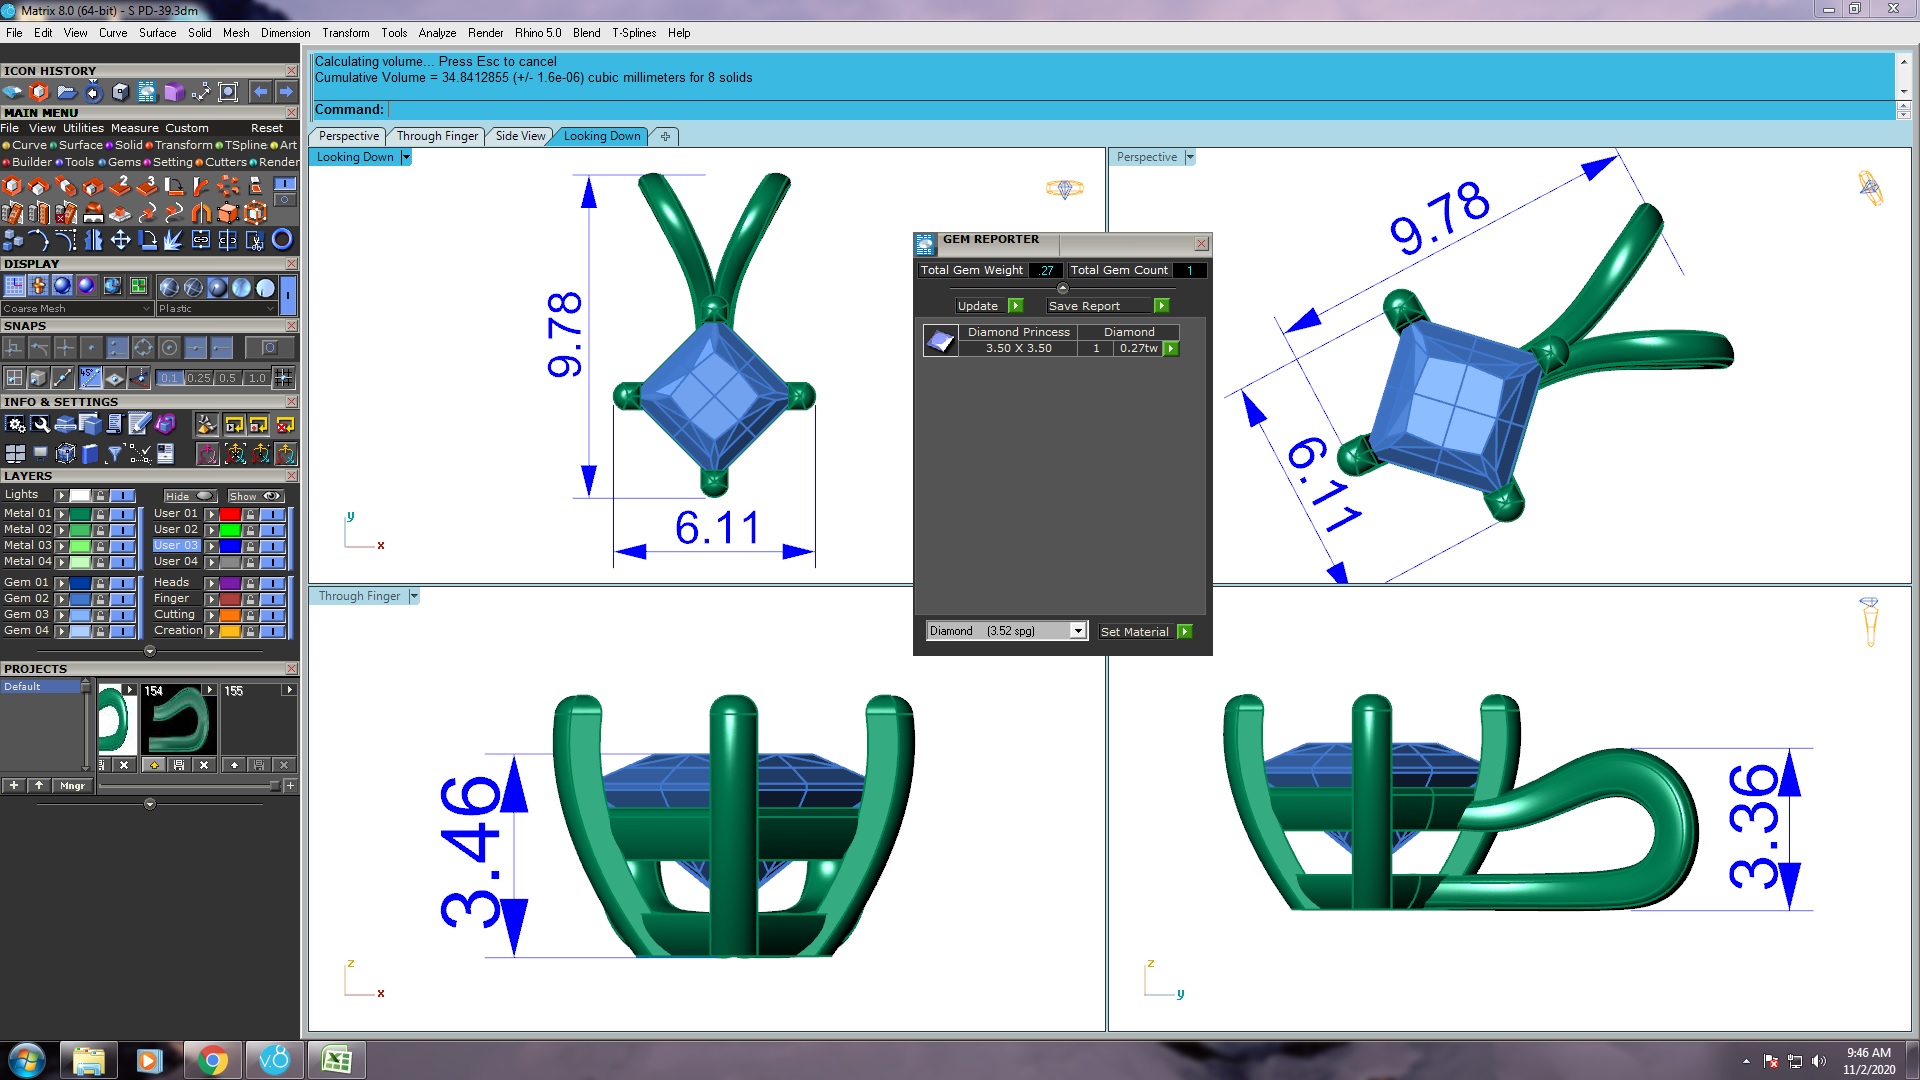 Matrix 8.0 (64-bit) - S PD-39.3dm
File Edit View Curve Surface Solid Mesh Dimension Transform Tools Analyze Render Rhino 5.0 Blend T-Splines Help
ICON HISTORY
MAIN MENU
File View Utilities Measure Custom Reset
Curve Surface Solid Transform TSpline Art
Builder Tools Gems Setting Cutters Render
DISPLAY
Coarse Mesh Plastic
SNAPS
45°
0.1 0.25 0.5 1.0
INFO & SETTINGS
LAYERS
Lights Hide Show
Metal 01 User 01
Metal 02 User 02
Metal 03 User 03
Metal 04 User 04
Gem 01 Heads
Gem 02 Finger
Gem 03 Cutting
Gem 04 Creation
PROJECTS
Default
154 155
Mngr
Calculating volume... Press Esc to cancel
Cumulative Volume = 34.8412855 (+/- 1.6e-06) cubic millimeters for 8 solids
Command:
Perspective Through Finger Side View Looking Down
Looking Down
9.78
6.11
y
x
Perspective
9.78
6.11
GEM REPORTER
Total Gem Weight .27 Total Gem Count 1
Update Save Report
Diamond Princess Diamond
3.50 X 3.50 1 0.27tw
Diamond (3.52 spg) Set Material
Through Finger
3.46
z
x
3.36
z
y
v8
9:46 AM
11/2/2020